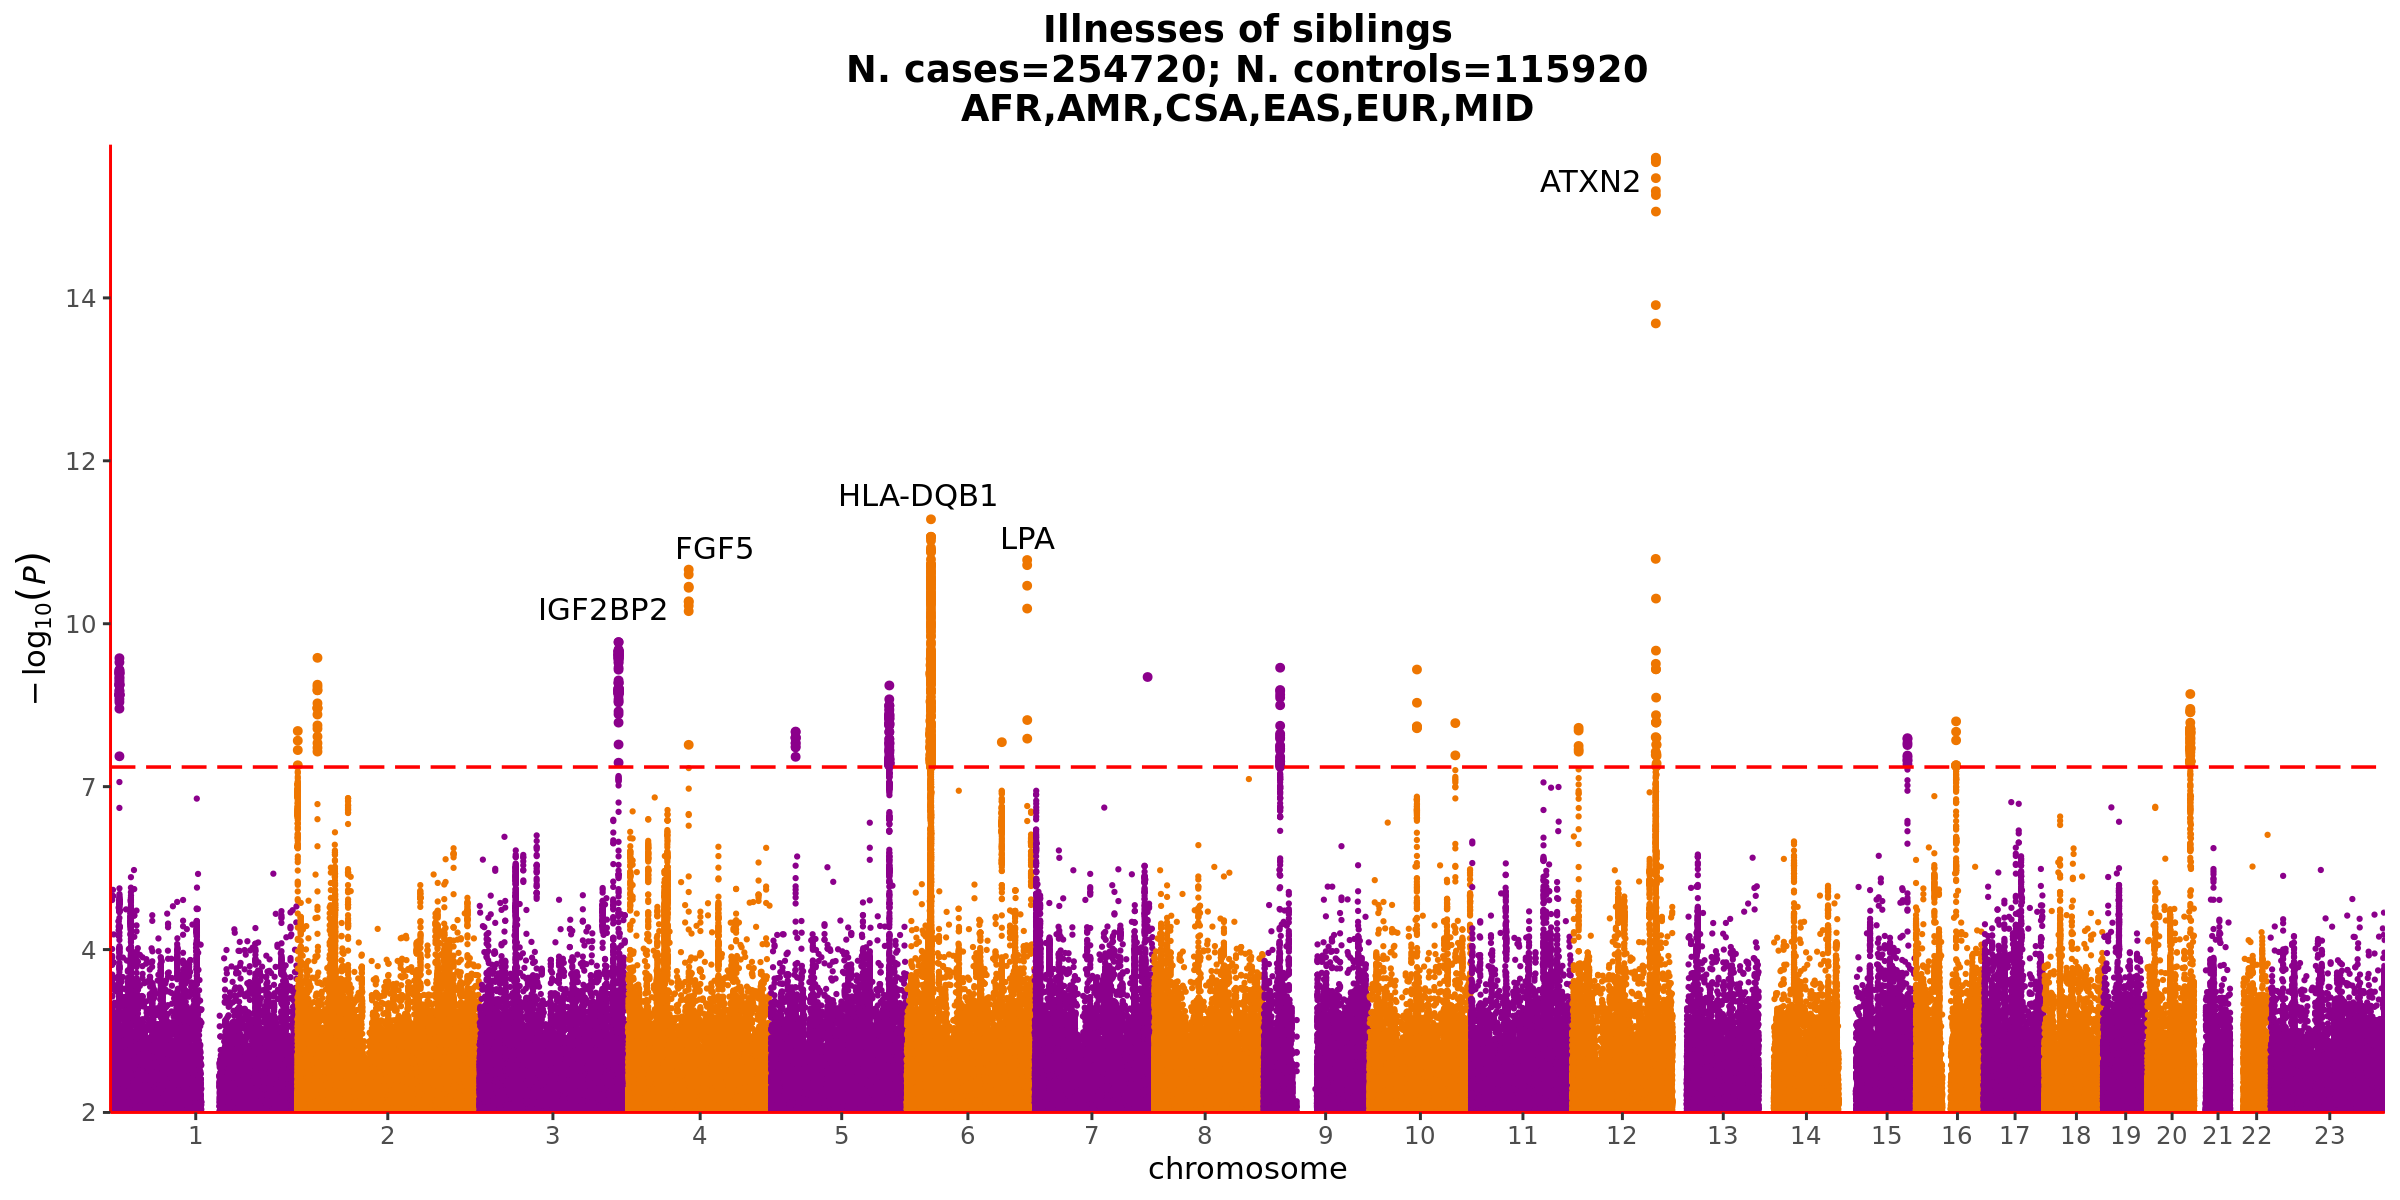 Illnesses of siblings
N. cases=254720; N. controls=115920
AFR,AMR,CSA,EAS,EUR,MID
ATXN2
14
12
HLA-DQB1
LPA
FGF5
IGF2BP2
10
7
4
2
−log10(P)
1 2 3 4 5 6 7 8 9 10 11 12 13 14 15 16 17 18 19 20 21 22 23
chromosome